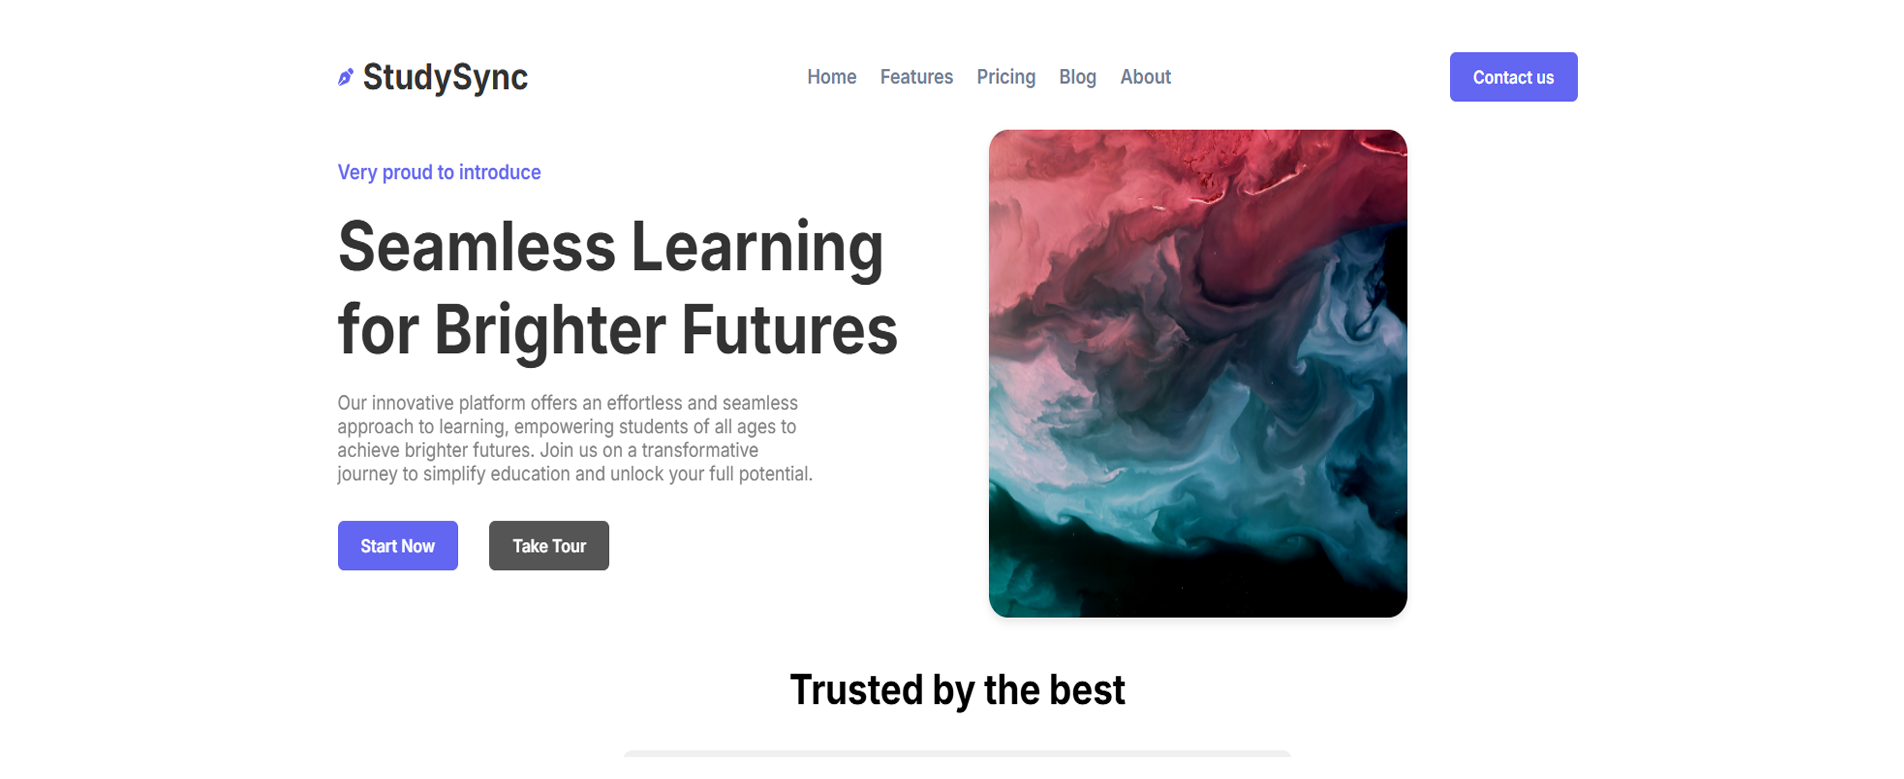 StudySync
Home Features Pricing Blog About
Contact us
Very proud to introduce
Seamless Learning
for Brighter Futures
Our innovative platform offers an effortless and seamless
approach to learning, empowering students of all ages to
achieve brighter futures. Join us on a transformative
journey to simplify education and unlock your full potential.
Start Now
Take Tour
Trusted by the best